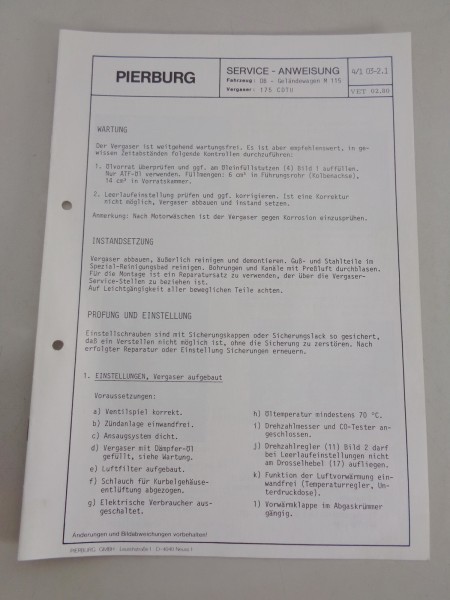 PIERBURG
SERVICE - ANWEISUNG
Fahrzeug: DB - Geländewagen M 115
Vergaser: 175 CDTU
4/1 03-2.1
VET 02.80
WARTUNG
Der Vergaser ist weitgehend wartungsfrei. Es ist aber empfehlenswert, in ge-
wissen Zeitabständen folgende Kontrollen durchzuführen:
1. Ölvorrat überprüfen und ggf. am Öleinfüllstutzen (4) Bild 1 auffüllen.
Nur ATF-Öl verwenden. Füllmengen: 6 cm³ in Führungsrohr (Kolbenachse),
14 cm³ in Vorratskammer.
2. Leerlaufeinstellung prüfen und ggf. korrigieren. Ist eine Korrektur
nicht möglich, Vergaser abbauen und instand setzen.
Anmerkung: Nach Motorwäschen ist der Vergaser gegen Korrosion einzusprühen.
INSTANDSETZUNG
Vergaser abbauen, äußerlich reinigen und demontieren. Guß- und Stahlteile im
Spezial-Reinigungsbad reinigen. Bohrungen und Kanäle mit Preßluft durchblasen.
Für die Montage ist ein Reparatursatz zu verwenden, der über die Vergaser-
Service-Stellen zu beziehen ist.
Auf Leichtgängigkeit aller beweglichen Teile achten.
PRÜFUNG UND EINSTELLUNG
Einstellschrauben sind mit Sicherungskappen oder Sicherungslack so gesichert,
daß ein Verstellen nicht möglich ist, ohne die Sicherung zu zerstören. Nach
erfolgter Reparatur oder Einstellung Sicherungen erneuern.
1. EINSTELLUNGEN, Vergaser aufgebaut
Voraussetzungen:
a) Ventilspiel korrekt.
b) Zündanlage einwandfrei.
c) Ansaugsystem dicht.
d) Vergaser mit Dämpfer-Öl
gefüllt, siehe Wartung.
e) Luftfilter aufgebaut.
f) Schlauch für Kurbelgehäuse-
entlüftung abgezogen.
g) Elektrische Verbraucher aus-
geschaltet.
h) Öltemperatur mindestens 70 °C.
i) Drehzahlmesser und CO-Tester an-
geschlossen.
j) Drehzahlregler (11) Bild 2 darf
bei Leerlaufeinstellungen nicht
am Drosselhebel (17) aufliegen.
k) Funktion der Luftvorwärmung ein-
wandfrei (Temperaturregler, Un-
terdruckdose).
l) Vorwärmklappe im Abgaskrümmer
gängig.
Änderungen und Bildabweichungen vorbehalten!
PIERBURG GMBH D-4040 Neuss 1